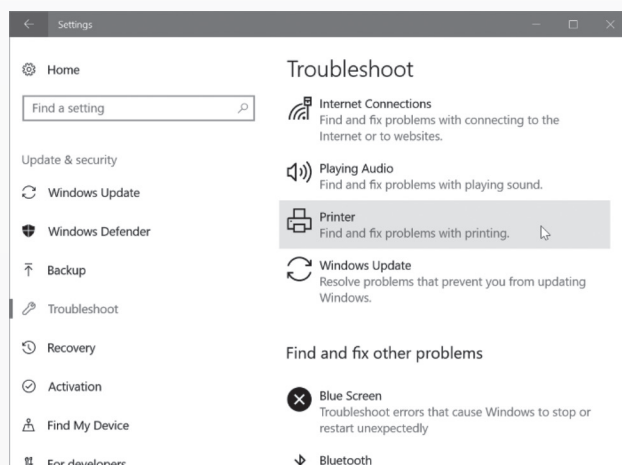 Settings
Home
Find a setting
Update & security
Windows Update
Windows Defender
Backup
Troubleshoot
Recovery
Activation
Find My Device
For developers
Troubleshoot
Internet Connections
Find and fix problems with connecting to the
Internet or to websites.
Playing Audio
Find and fix problems with playing sound.
Printer
Find and fix problems with printing.
Windows Update
Resolve problems that prevent you from updating
Windows.
Find and fix other problems
Blue Screen
Troubleshoot errors that cause Windows to stop or
restart unexpectedly
Bluetooth